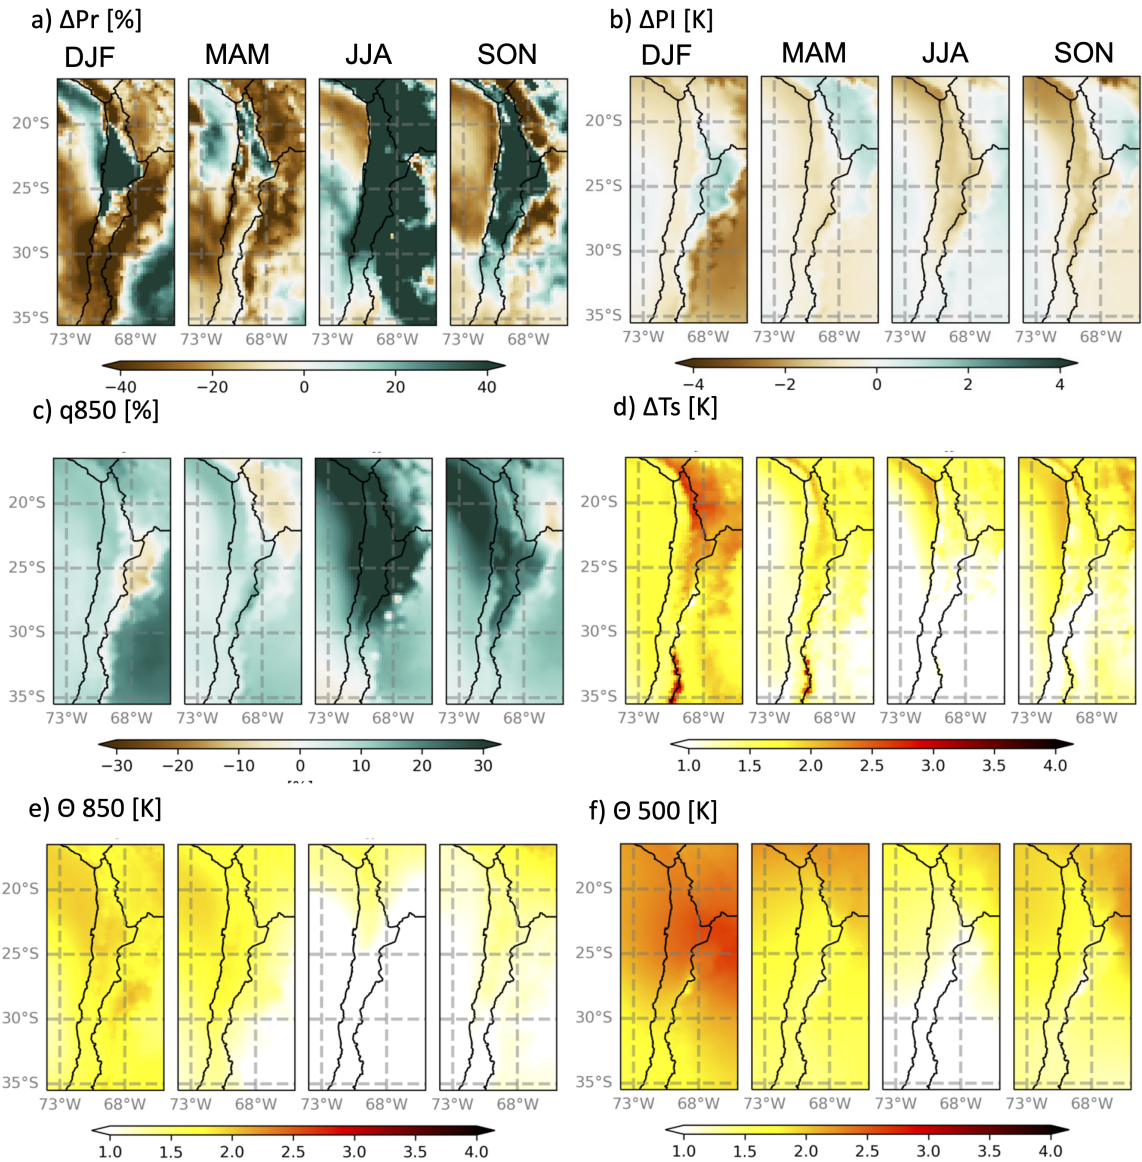 a) ΔPr [%]
b) ΔPI [K]
DJF MAM JJA SON
DJF MAM JJA SON
20°S
25°S
30°S
35°S
73°W 68°W 73°W 68°W 73°W 68°W 73°W 68°W
−40 −20 0 20 40
20°S
25°S
30°S
35°S
73°W 68°W 73°W 68°W 73°W 68°W 73°W 68°W
−4 −2 0 2 4
c) q850 [%]
d) ΔTs [K]
20°S
25°S
30°S
35°S
73°W 68°W 73°W 68°W 73°W 68°W 73°W 68°W
−30 −20 −10 0 10 20 30
20°S
25°S
30°S
35°S
73°W 68°W 73°W 68°W 73°W 68°W 73°W 68°W
1.0 1.5 2.0 2.5 3.0 3.5 4.0
e) Θ 850 [K]
f) Θ 500 [K]
20°S
25°S
30°S
35°S
73°W 68°W 73°W 68°W 73°W 68°W 73°W 68°W
1.0 1.5 2.0 2.5 3.0 3.5 4.0
20°S
25°S
30°S
35°S
73°W 68°W 73°W 68°W 73°W 68°W 73°W 68°W
1.0 1.5 2.0 2.5 3.0 3.5 4.0